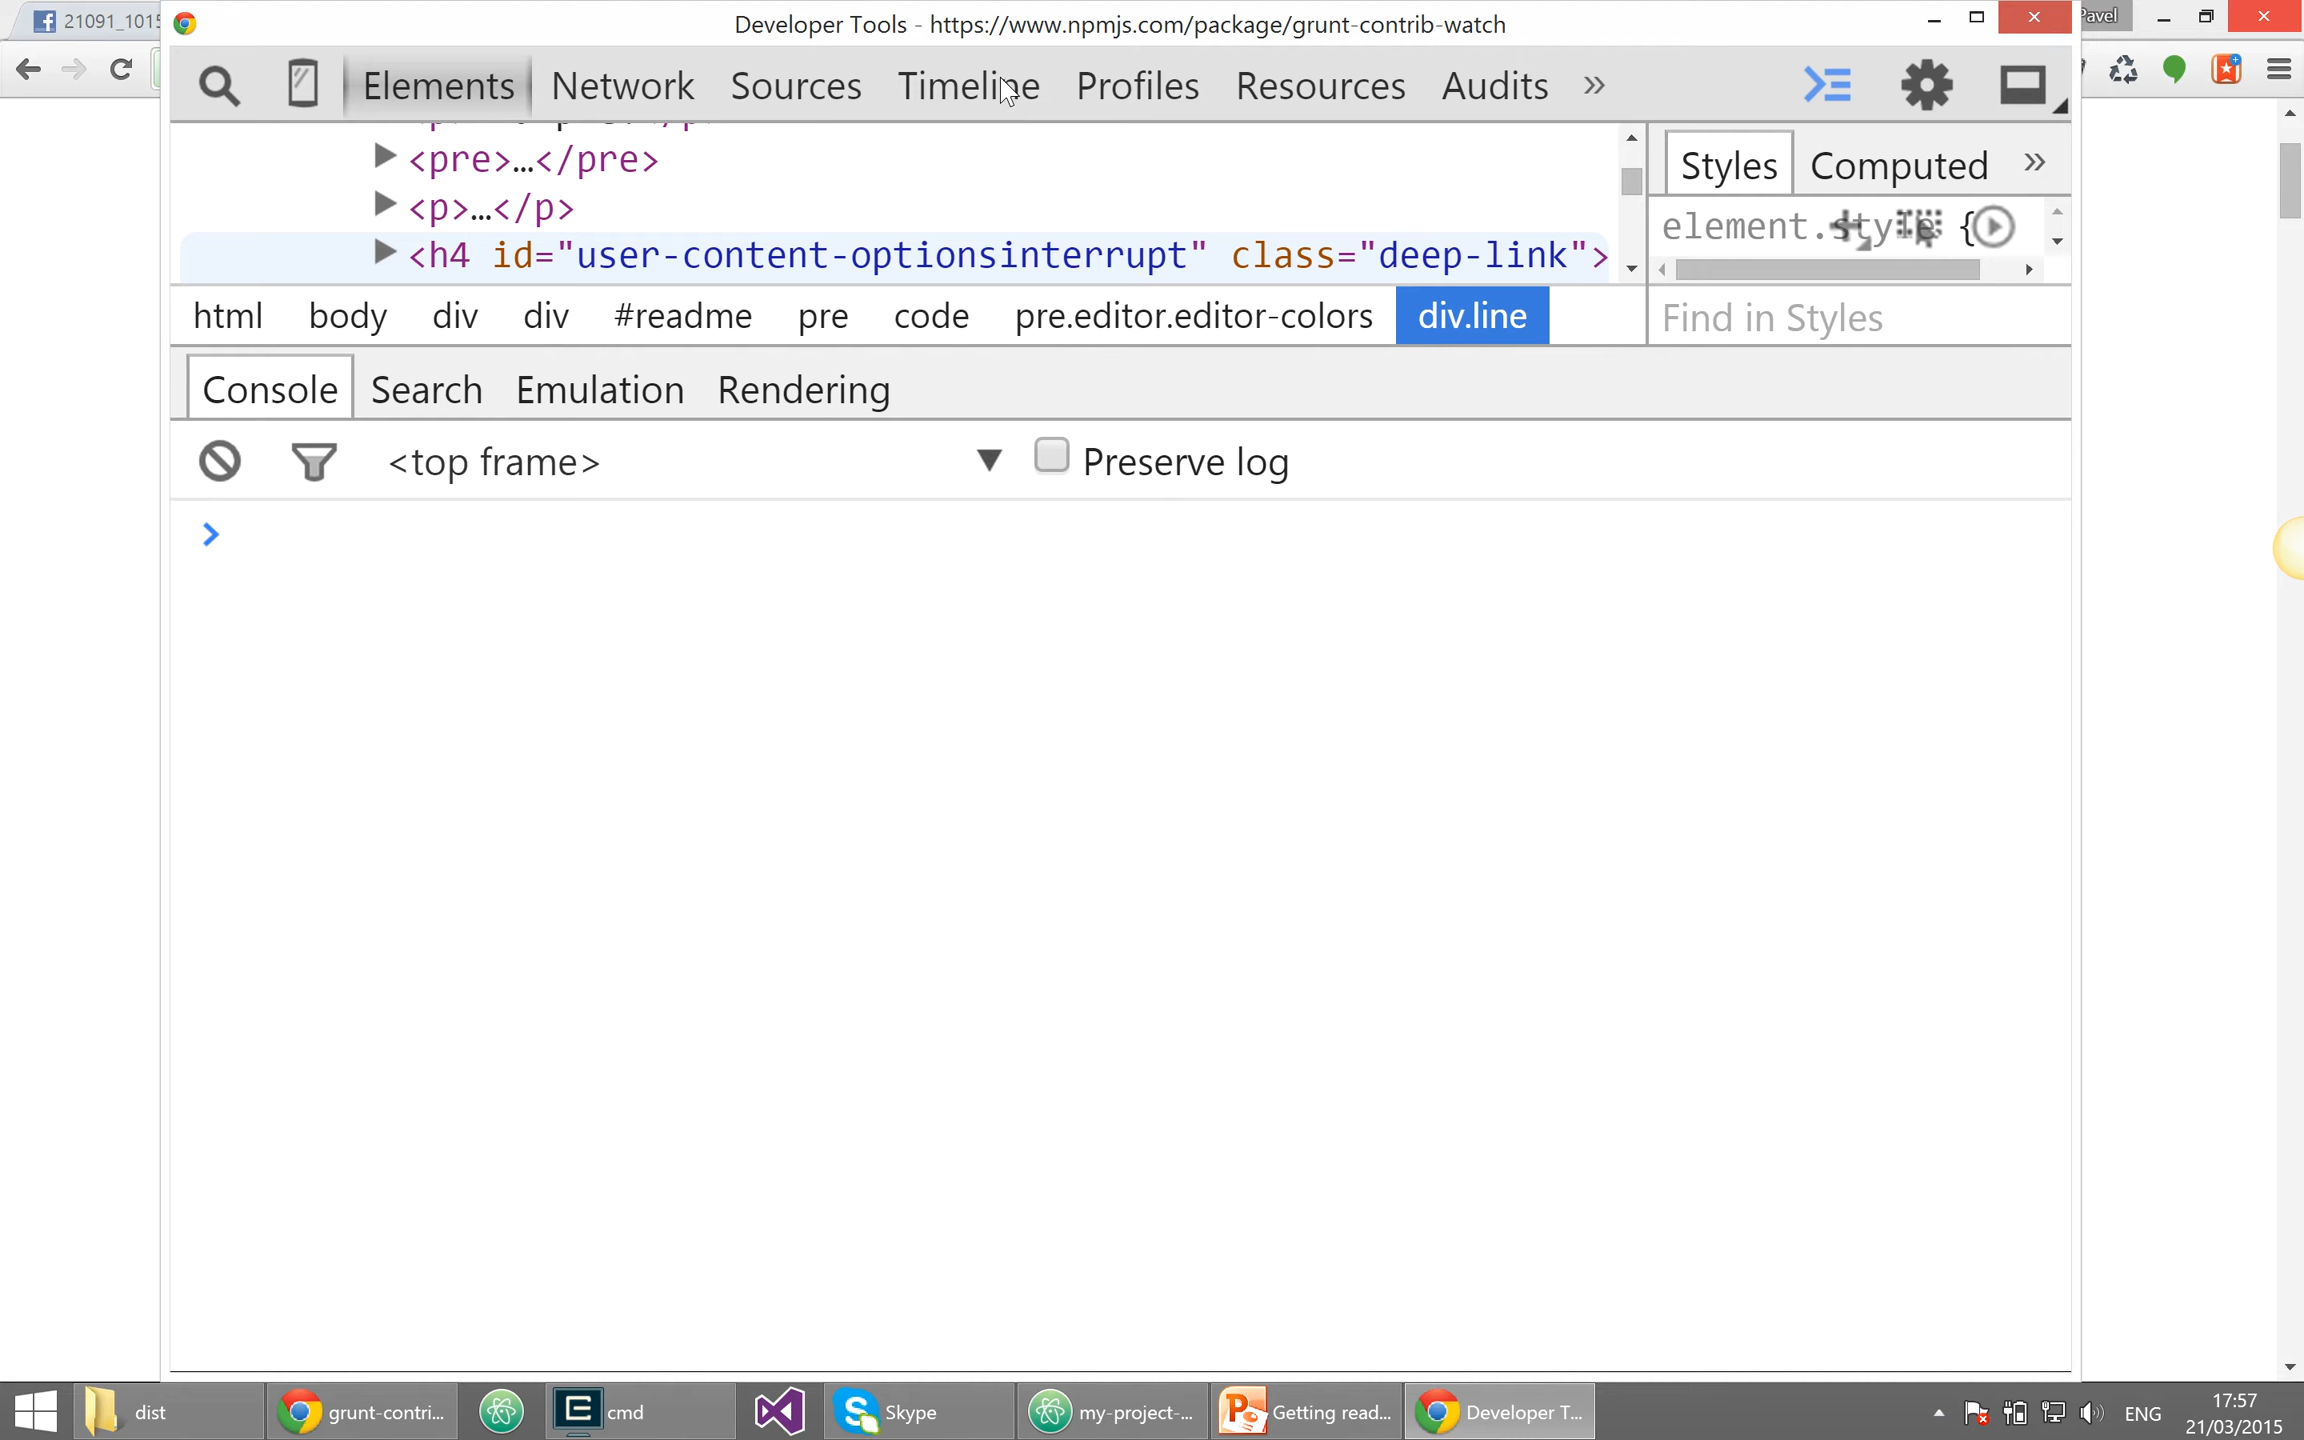 21091_1015
Developer Tools - https://www.npmjs.com/package/grunt-contrib-watch
Pavel
Elements Network Sources Timeline Profiles Resources Audits »
<pre>…</pre>
<p>…</p>
<h4 id="user-content-optionsinterrupt" class="deep-link">
Styles Computed »
element.style {
html body div div #readme pre code pre.editor.editor-colors div.line
Find in Styles
Console Search Emulation Rendering
<top frame> Preserve log
dist
grunt-contri...
cmd
Skype
my-project-...
Getting read...
Developer T...
ENG
17:57
21/03/2015